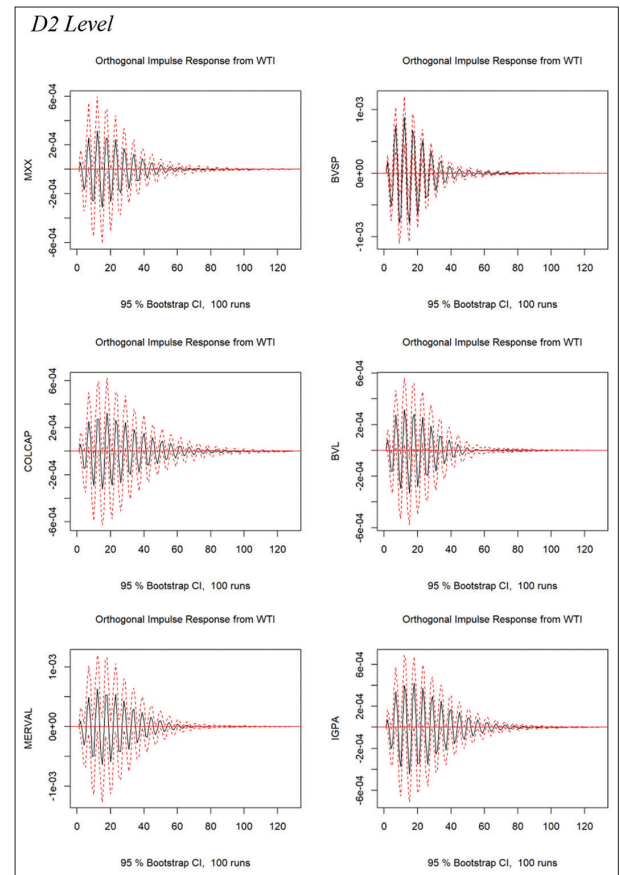 D2 Level
Orthogonal Impulse Response from WTI
MXX
6e-04
2e-04
-2e-04
-6e-04
0 20 40 60 80 100 120
95 % Bootstrap CI, 100 runs
Orthogonal Impulse Response from WTI
BVSP
1e-03
0e+00
-1e-03
0 20 40 60 80 100 120
95 % Bootstrap CI, 100 runs
Orthogonal Impulse Response from WTI
COLCAP
6e-04
2e-04
-2e-04
-6e-04
0 20 40 60 80 100 120
95 % Bootstrap CI, 100 runs
Orthogonal Impulse Response from WTI
BVL
6e-04
2e-04
-2e-04
-6e-04
0 20 40 60 80 100 120
95 % Bootstrap CI, 100 runs
Orthogonal Impulse Response from WTI
MERVAL
1e-03
0e+00
-1e-03
0 20 40 60 80 100 120
95 % Bootstrap CI, 100 runs
Orthogonal Impulse Response from WTI
IGPA
6e-04
2e-04
-2e-04
-6e-04
0 20 40 60 80 100 120
95 % Bootstrap CI, 100 runs